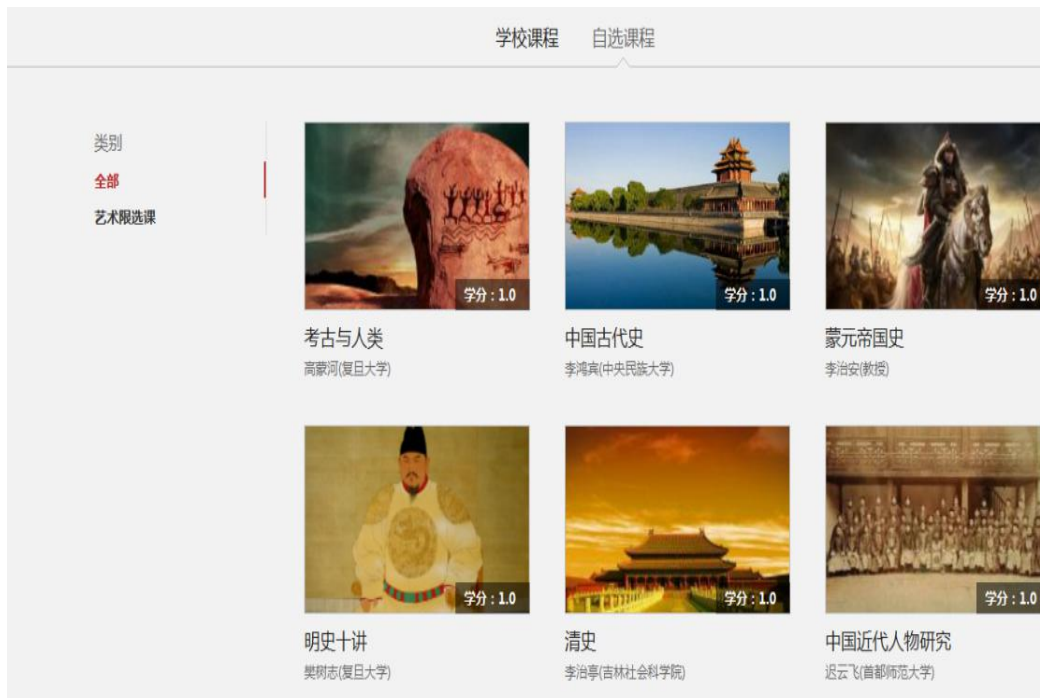 学校课程 自选课程
类别
全部
艺术限选课
学分：1.0 学分：1.0 学分：1.0
考古与人类 中国古代史 蒙元帝国史
高蒙河(复旦大学) 李鸿宾(中央民族大学) 李治安(教授)
学分：1.0 学分：1.0 学分：1.0
明史十讲 清史 中国近代人物研究
樊树志(复旦大学) 李治亭(吉林社会科学院) 迟云飞(首都师范大学)